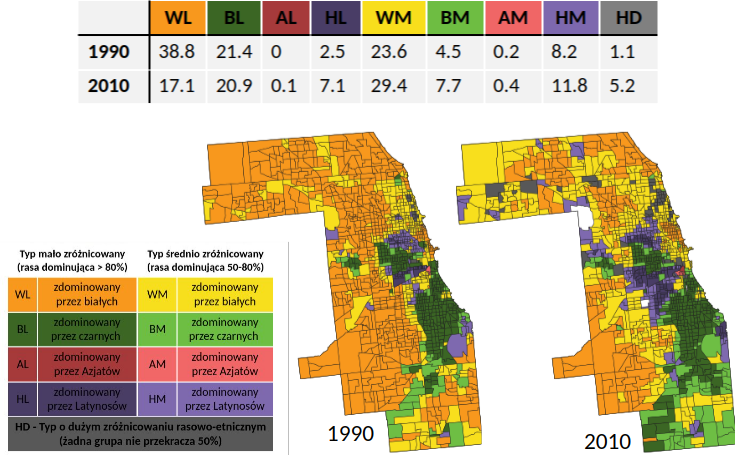 WL BL AL HL WM BM AM HM HD
1990 38.8 21.4 0 2.5 23.6 4.5 0.2 8.2 1.1
2010 17.1 20.9 0.1 7.1 29.4 7.7 0.4 11.8 5.2
Typ mało zróżnicowany Typ średnio zróżnicowany
(rasa dominująca > 80%) (rasa dominująca 50-80%)
WL zdominowany przez białych WM zdominowany przez białych
BL zdominowany przez czarnych BM zdominowany przez czarnych
AL zdominowany przez Azjatów AM zdominowany przez Azjatów
HL zdominowany przez Latynosów HM zdominowany przez Latynosów
HD - Typ o dużym zróżnicowaniu rasowo-etnicznym
(żadna grupa nie przekracza 50%)
1990
2010